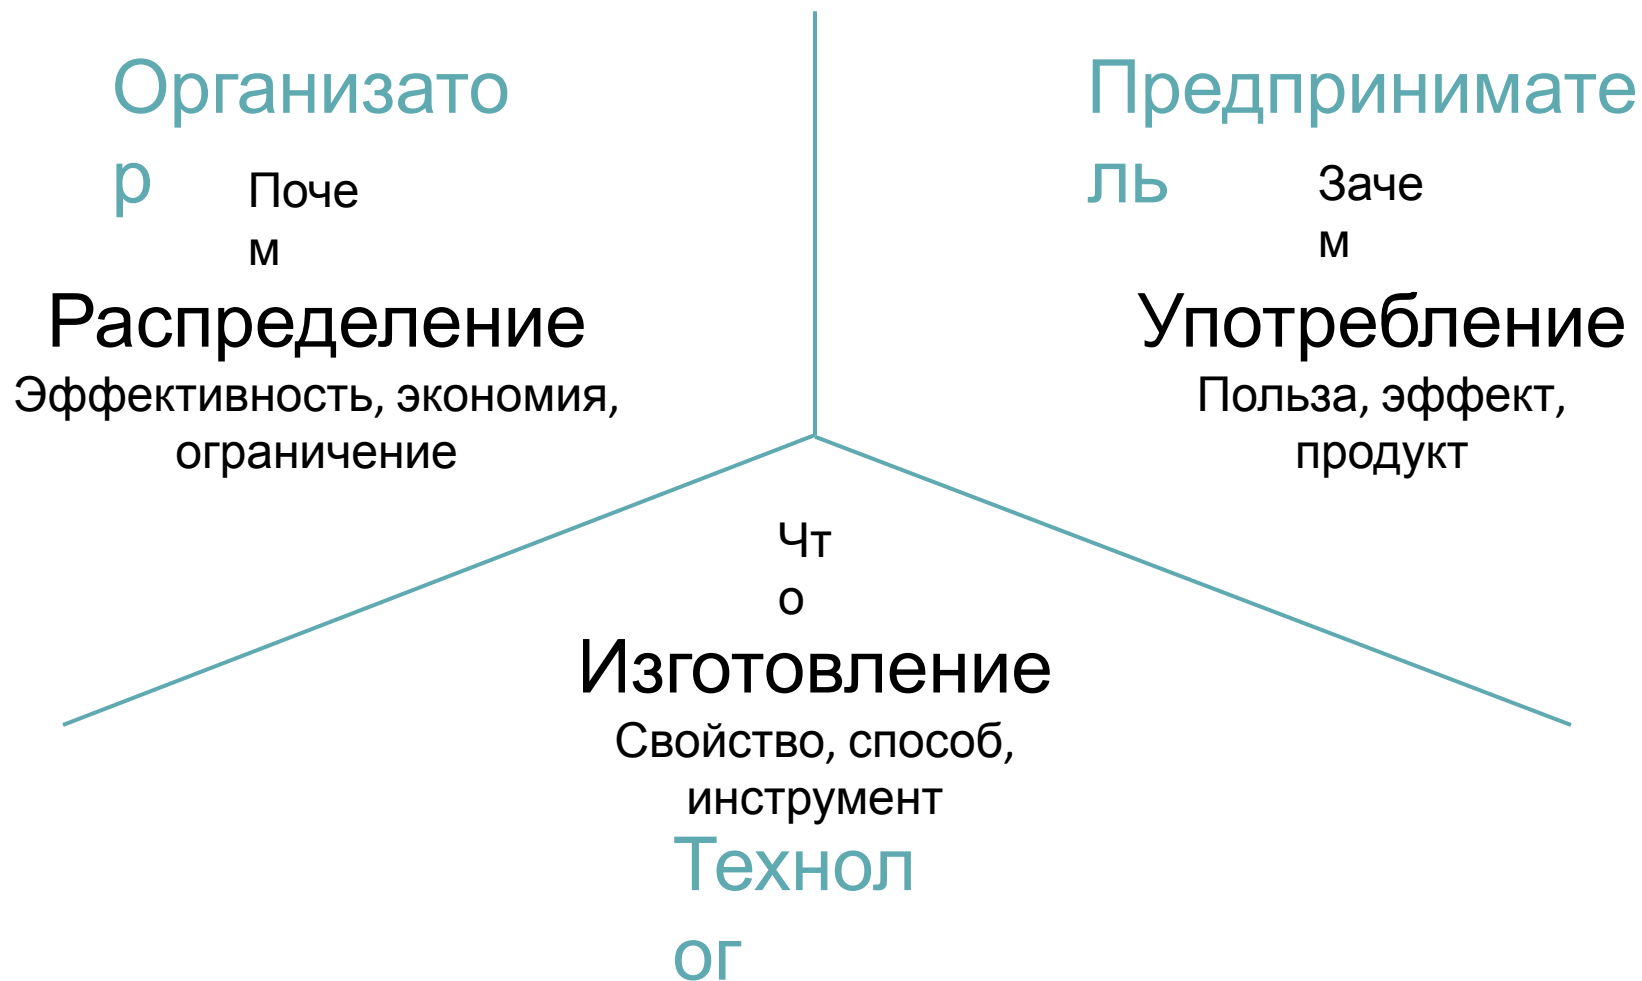 Организато
р
Почe
м
Распределение
Эффективность, экономия,
ограничение
Предпринимате
ль
Заче
м
Употребление
Польза, эффект,
продукт
Чт
о
Изготовление
Свойство, способ,
инструмент
Технол
ог